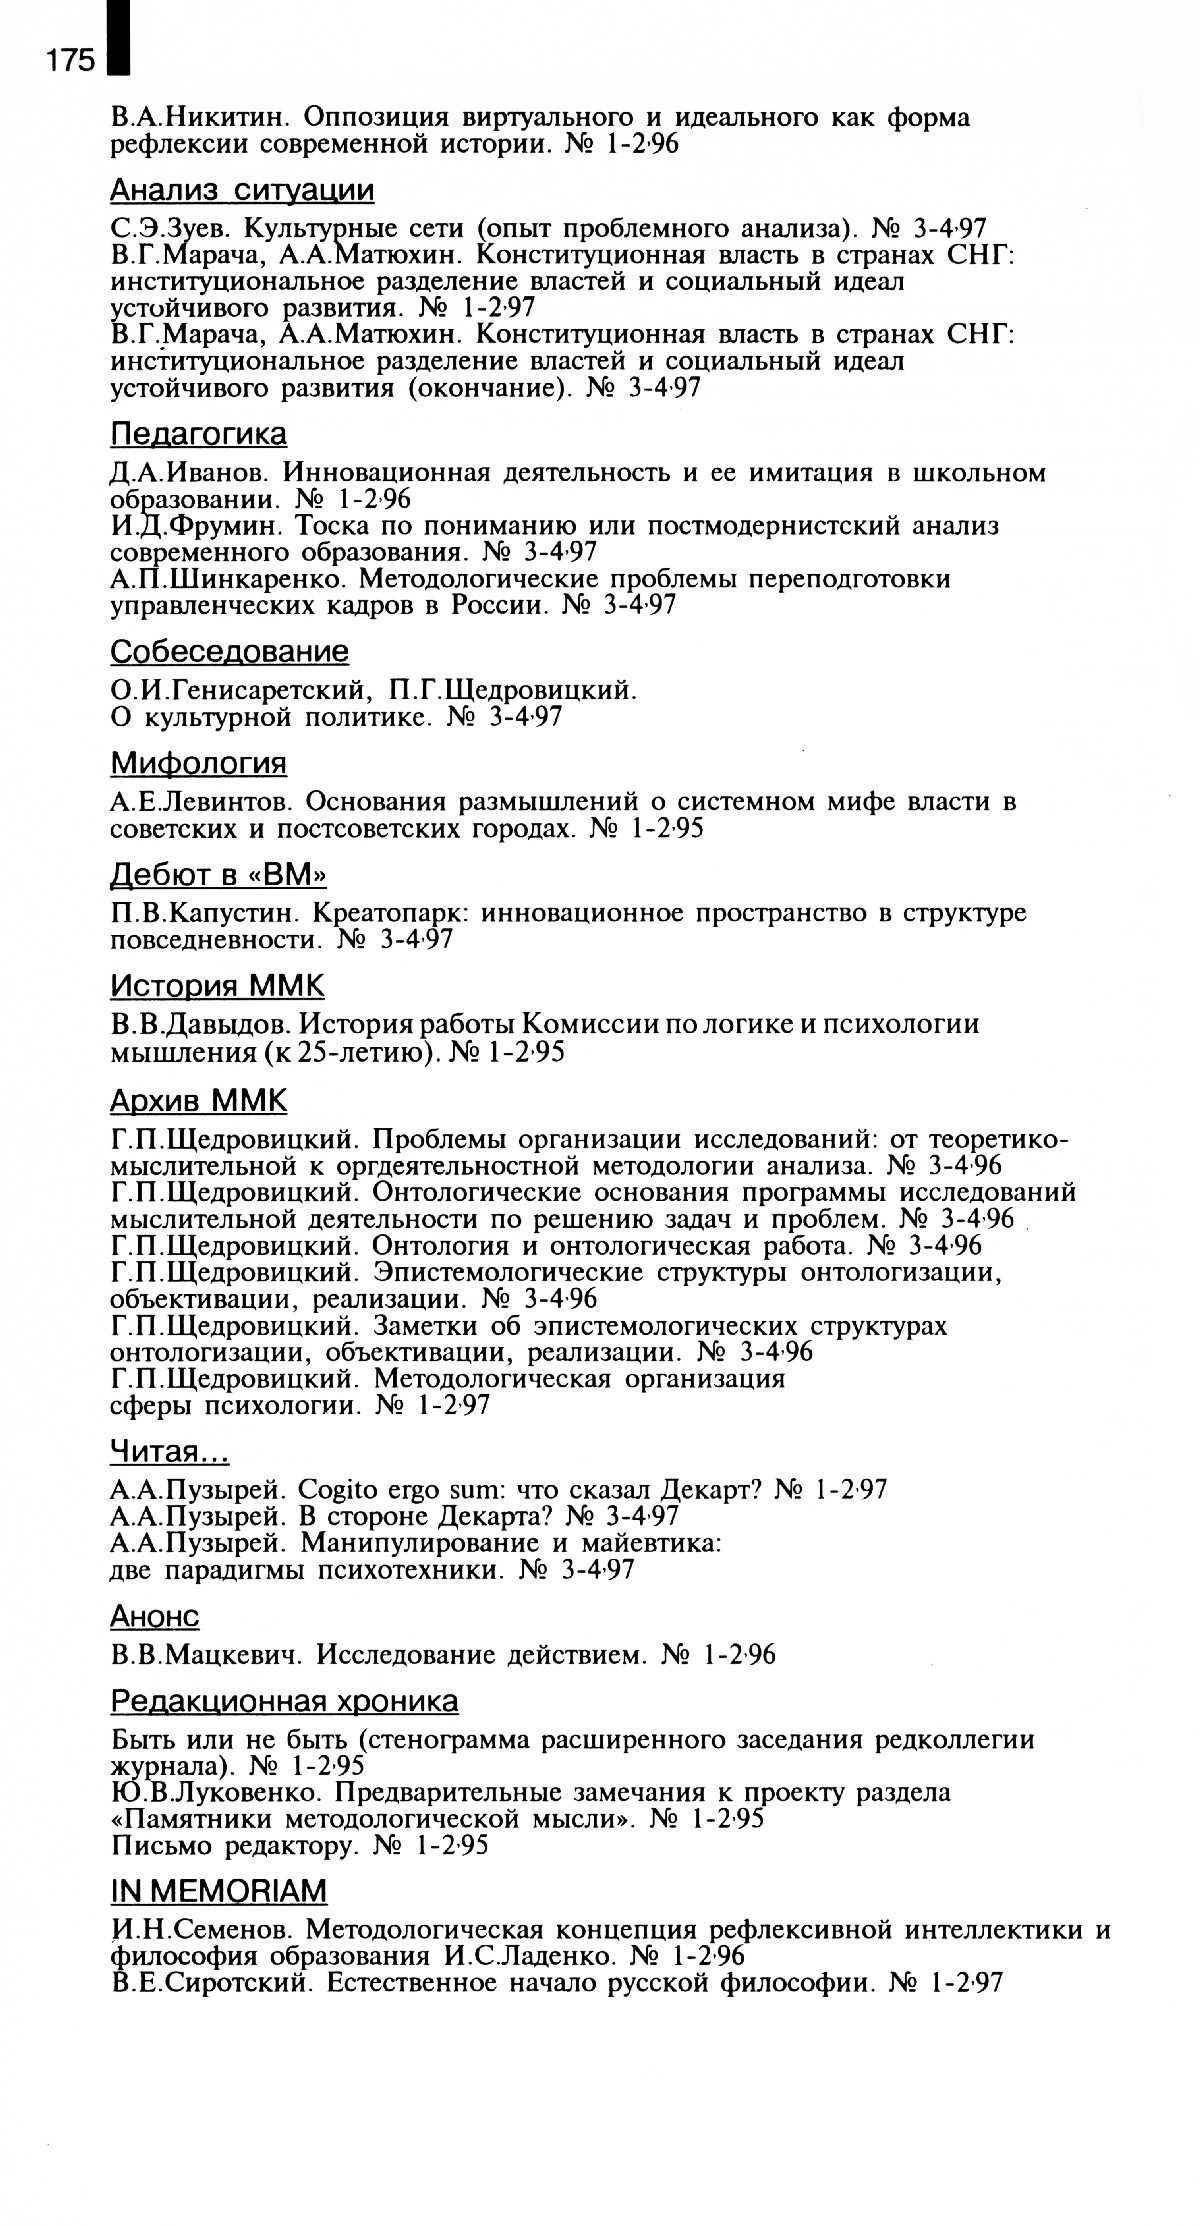 175
В.А.Никитин. Оппозиция виртуального и идеального как форма
рефлексии современной истории. № 1-2'96
Анализ ситуации
С.Э.Зуев. Культурные сети (опыт проблемного анализа). № 3-4'97
В.Г.Марача, А.А.Матюхин. Конституционная власть в странах СНГ:
институциональное разделение властей и социальный идеал
устойчивого развития. № 1-2'97
В.Г.Марача, А.А.Матюхин. Конституционная власть в странах СНГ:
институциональное разделение властей и социальный идеал
устойчивого развития (окончание). № 3-4'97
Педагогика
Д.А.Иванов. Инновационная деятельность и ее имитация в школьном
образовании. № 1-2'96
И.Д.Фрумин. Тоска по пониманию или постмодернистский анализ
современного образования. № 3-4'97
А.П.Шинкаренко. Методологические проблемы переподготовки
управленческих кадров в России. № 3-4'97
Собеседование
О.И.Генисаретский, П.Г.Щедровицкий.
О культурной политике. № 3-4'97
Мифология
А.Е.Левинтов. Основания размышлений о системном мифе власти в
советских и постсоветских городах. № 1-2'95
Дебют в «ВМ»
П.В.Капустин. Креатопарк: инновационное пространство в структуре
повседневности. № 3-4'97
История ММК
В.В.Давыдов. История работы Комиссии по логике и психологии
мышления (к 25-летию). № 1-2'95
Архив ММК
Г.П.Щедровицкий. Проблемы организации исследований: от теоретико-
мыслительной к оргдеятельностной методологии анализа. № 3-4'96
Г.П.Щедровицкий. Онтологические основания программы исследований
мыслительной деятельности по решению задач и проблем. № 3-4'96
Г.П.Щедровицкий. Онтология и онтологическая работа. № 3-4'96
Г.П.Щедровицкий. Эпистемологические структуры онтологизации,
объективации, реализации. № 3-4'96
Г.П.Щедровицкий. Заметки об эпистемологических структурах
онтологизации, объективации, реализации. № 3-4'96
Г.П.Щедровицкий. Методологическая организация
сферы психологии. № 1-2'97
Читая...
А.А.Пузырей. Cogito ergo sum: что сказал Декарт? № 1-2'97
А.А.Пузырей. В стороне Декарта? № 3-4'97
А.А.Пузырей. Манипулирование и майевтика:
две парадигмы психотехники. № 3-4'97
Анонс
В.В.Мацкевич. Исследование действием. № 1-2'96
Редакционная хроника
Быть или не быть (стенограмма расширенного заседания редколлегии
журнала). № 1-2'95
Ю.В.Луковенко. Предварительные замечания к проекту раздела
«Памятники методологической мысли». № 1-2'95
Письмо редактору. № 1-2'95
IN MEMORIAM
И.Н.Семенов. Методологическая концепция рефлексивной интеллектики и
философия образования И.С.Ладенко. № 1-2'96
В.Е.Сиротский. Естественное начало русской философии. № 1-2'97